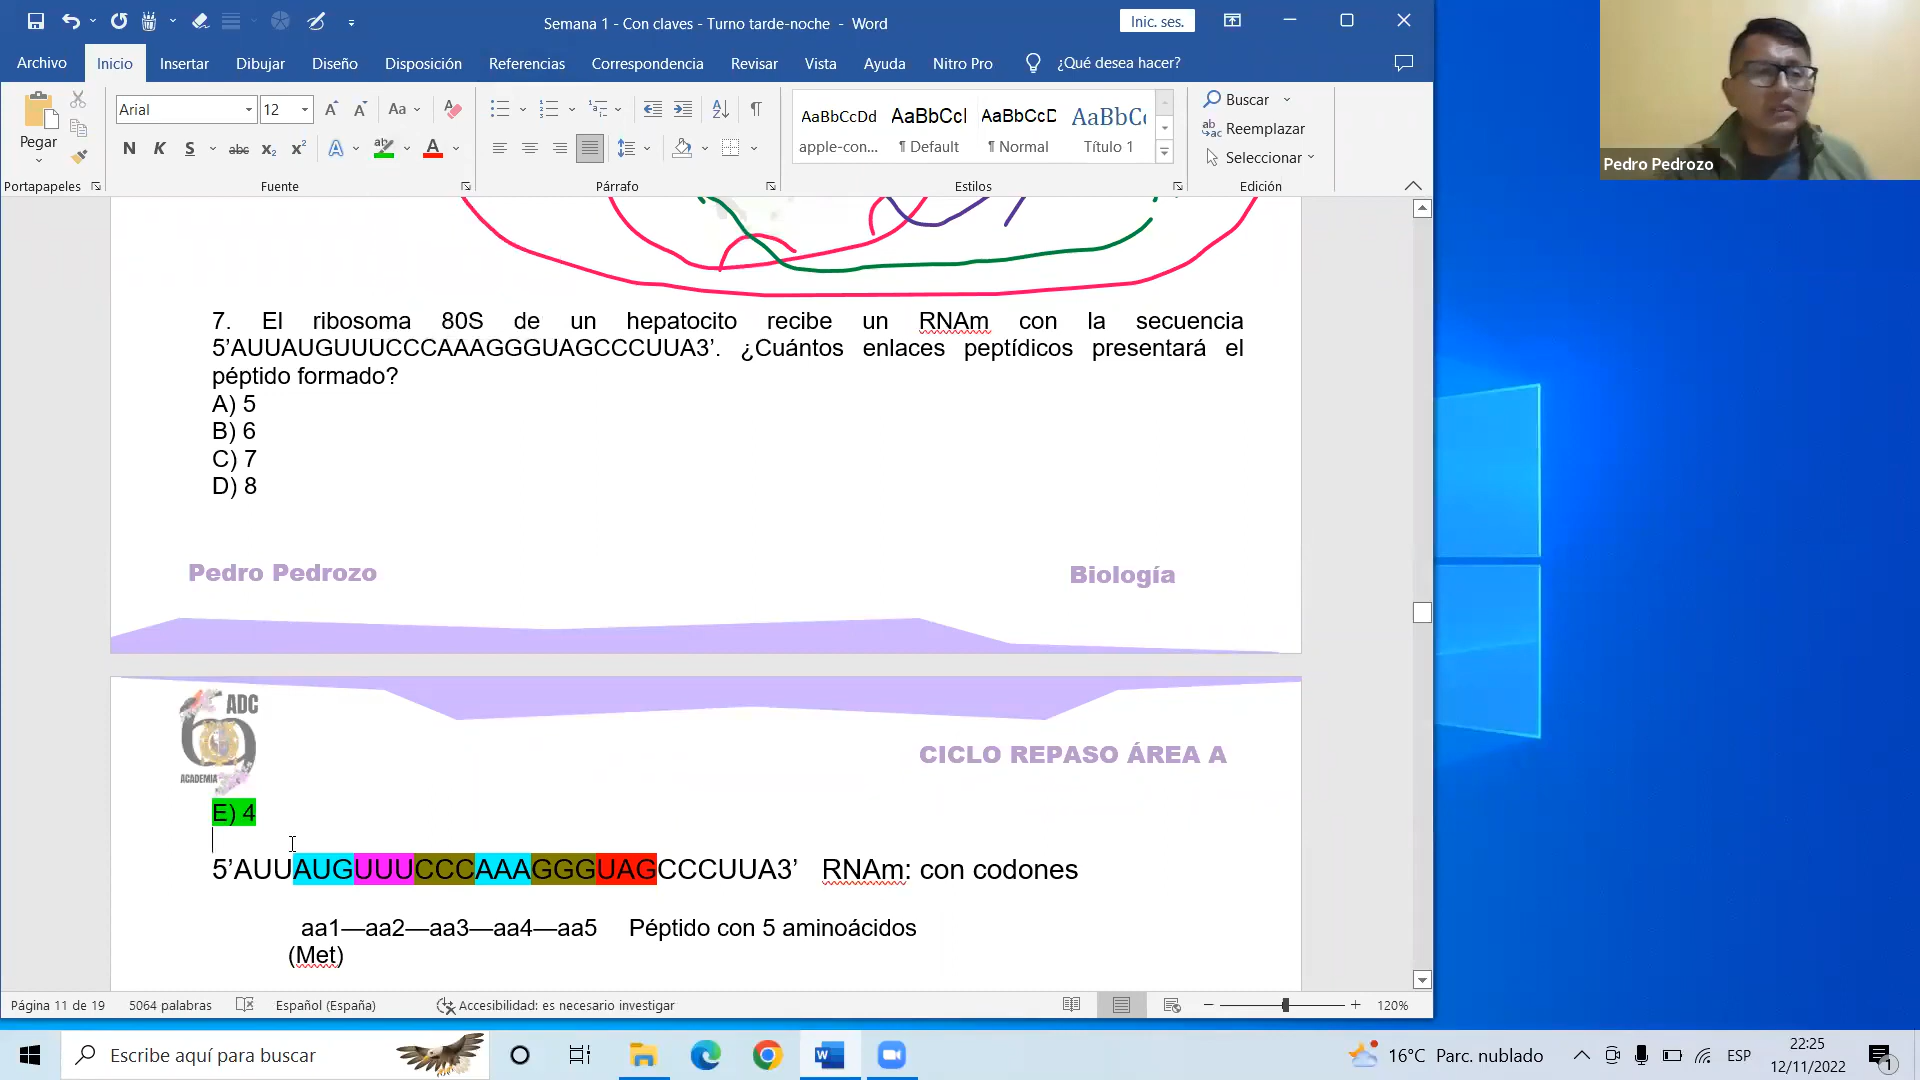 Semana 1 - Con claves - Turno tarde-noche - Word
Inic. ses.
Archivo Inicio Insertar Dibujar Diseño Disposición Referencias Correspondencia Revisar Vista Ayuda Nitro Pro ¿Qué desea hacer?
Pegar
Arial 12 Aa
N K S abc x₂ x² A ab A
AaBbCcDd AaBbCcI AaBbCcD AaBbC
apple-con... ¶ Default ¶ Normal Título 1
Buscar
Reemplazar
Seleccionar
Portapapeles Fuente Párrafo Estilos Edición
Pedro Pedrozo
7. El ribosoma 80S de un hepatocito recibe un RNAm con la secuencia
5’AUUAUGUUUCCCAAAGGGUAGCCCUUA3’. ¿Cuántos enlaces peptídicos presentará el
péptido formado?
A) 5
B) 6
C) 7
D) 8
Pedro Pedrozo Biología
ADC
ACADEMIA
CICLO REPASO ÁREA A
E) 4
5’AUUAUGUUUCCCAAAGGGUAGCCCUUA3’ RNAm: con codones
aa1—aa2—aa3—aa4—aa5 Péptido con 5 aminoácidos
(Met)
Página 11 de 19 5064 palabras Español (España) Accesibilidad: es necesario investigar 120%
Escribe aquí para buscar
16°C Parc. nublado ESP
22:25
12/11/2022
1